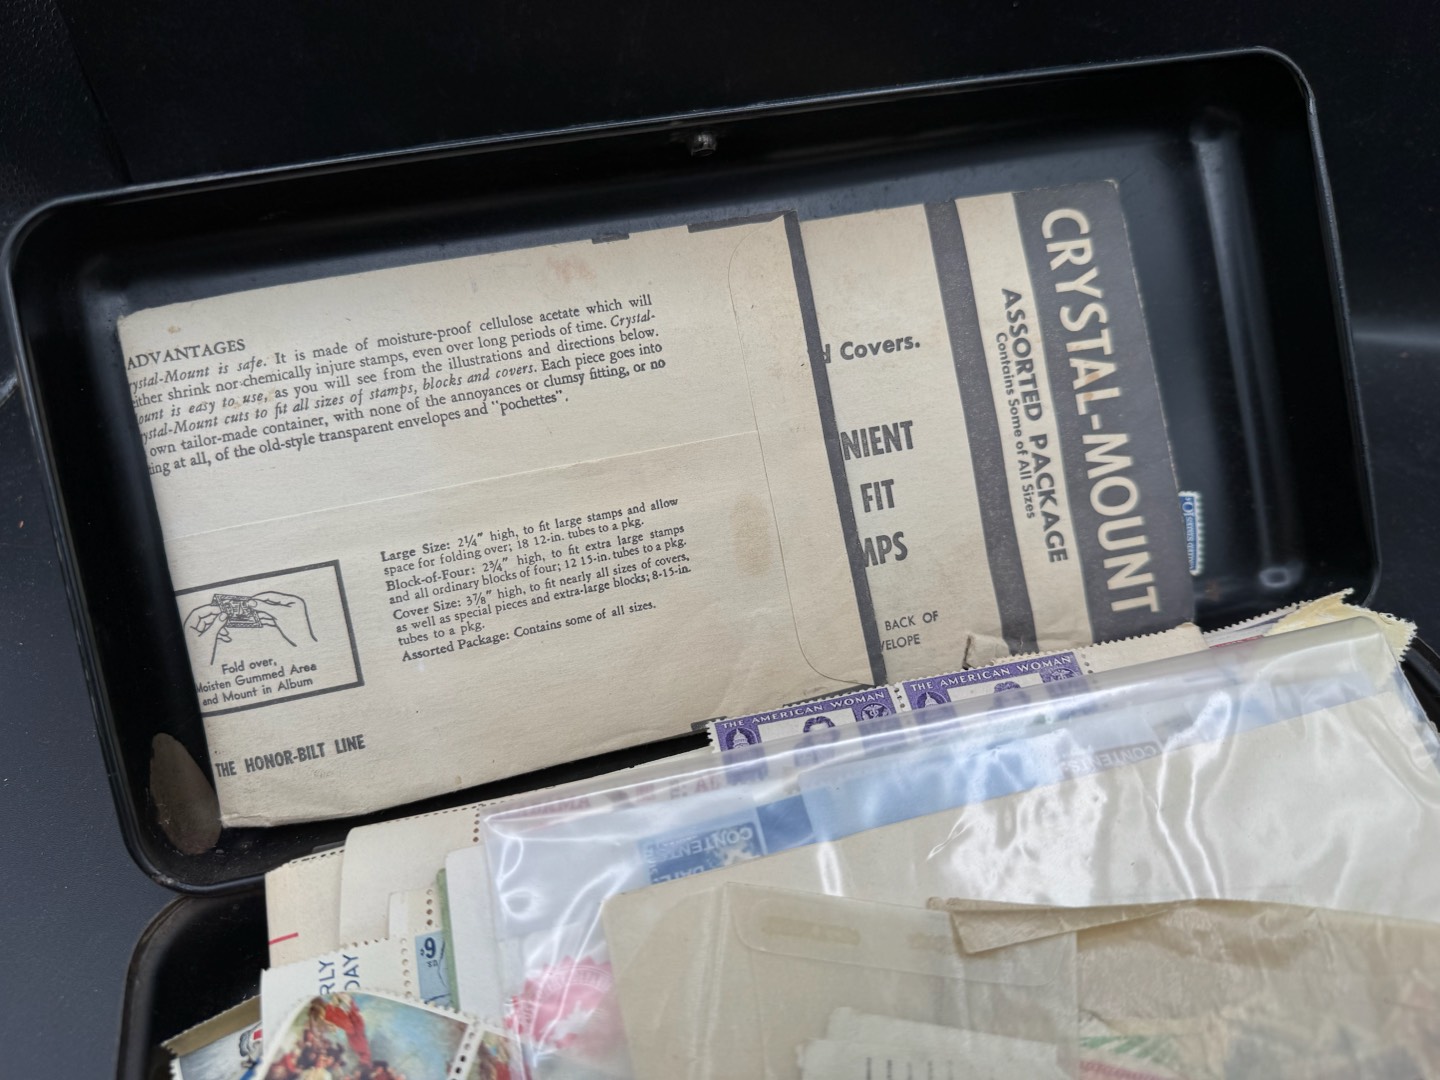 ADVANTAGES
ystal-Mount is safe. It is made of moisture-proof cellulose acetate which will
either shrink nor chemically injure stamps, even over long periods of time. Crystal-
ount is easy to use, as you will see from the illustrations and directions below.
ystal-Mount cuts to fit all sizes of stamps, blocks and covers. Each piece goes into
own tailor-made container, with none of the annoyances or clumsy fitting, or no
ting at all, of the old-style transparent envelopes and "pochettes".
Large Size: 2¼" high, to fit large stamps and allow
space for folding over; 18 12-in. tubes to a pkg.
Block-of-Four: 2¾" high, to fit extra large stamps
and all ordinary blocks of four; 12 15-in. tubes to a pkg.
Cover Size: 3⅞" high, to fit nearly all sizes of covers,
as well as special pieces and extra-large blocks; 8-15-in.
tubes to a pkg.
Assorted Package: Contains some of all sizes.
Fold over,
Moisten Gummed Area
and Mount in Album
THE HONOR-BILT LINE
d Covers.
NIENT
FIT
MPS
BACK OF
VELOPE
CRYSTAL-MOUNT
ASSORTED PACKAGE
Contains Some of All Sizes
THE AMERICAN WOMAN
THE AMERICAN WOMAN
CONTENTS
CONTENTS
RLY
DAY
9